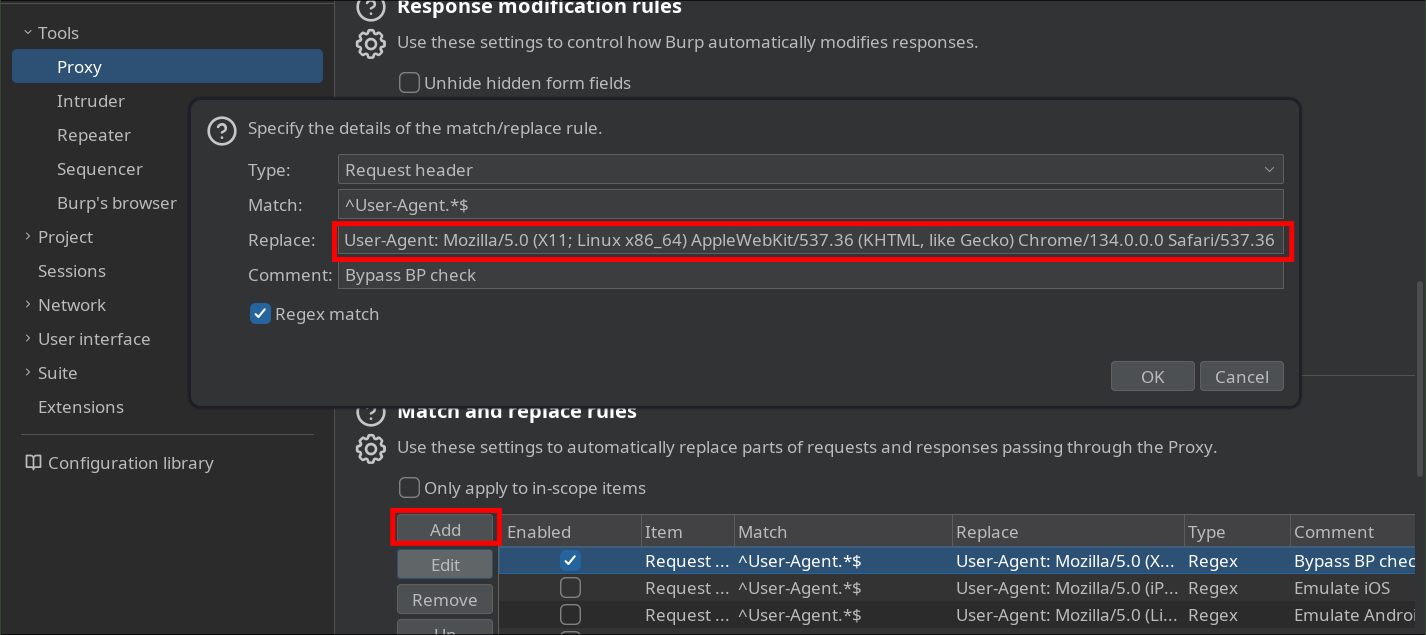 Response modification rules
Use these settings to control how Burp automatically modifies responses.
Unhide hidden form fields
Tools
Proxy
Intruder
Repeater
Sequencer
Burp's browser
Project
Sessions
Network
User interface
Suite
Extensions
Configuration library
Specify the details of the match/replace rule.
Type: Request header
Match: ^User-Agent.*$
Replace: User-Agent: Mozilla/5.0 (X11; Linux x86_64) AppleWebKit/537.36 (KHTML, like Gecko) Chrome/134.0.0.0 Safari/537.36
Comment: Bypass BP check
Regex match
OK Cancel
Match and replace rules
Use these settings to automatically replace parts of requests and responses passing through the Proxy.
Only apply to in-scope items
Add
Edit
Remove
Up
Enabled Item Match Replace Type Comment
Request ... ^User-Agent.*$ User-Agent: Mozilla/5.0 (X... Regex Bypass BP chec
Request ... ^User-Agent.*$ User-Agent: Mozilla/5.0 (iP... Regex Emulate iOS
Request ... ^User-Agent.*$ User-Agent: Mozilla/5.0 (Li... Regex Emulate Androi